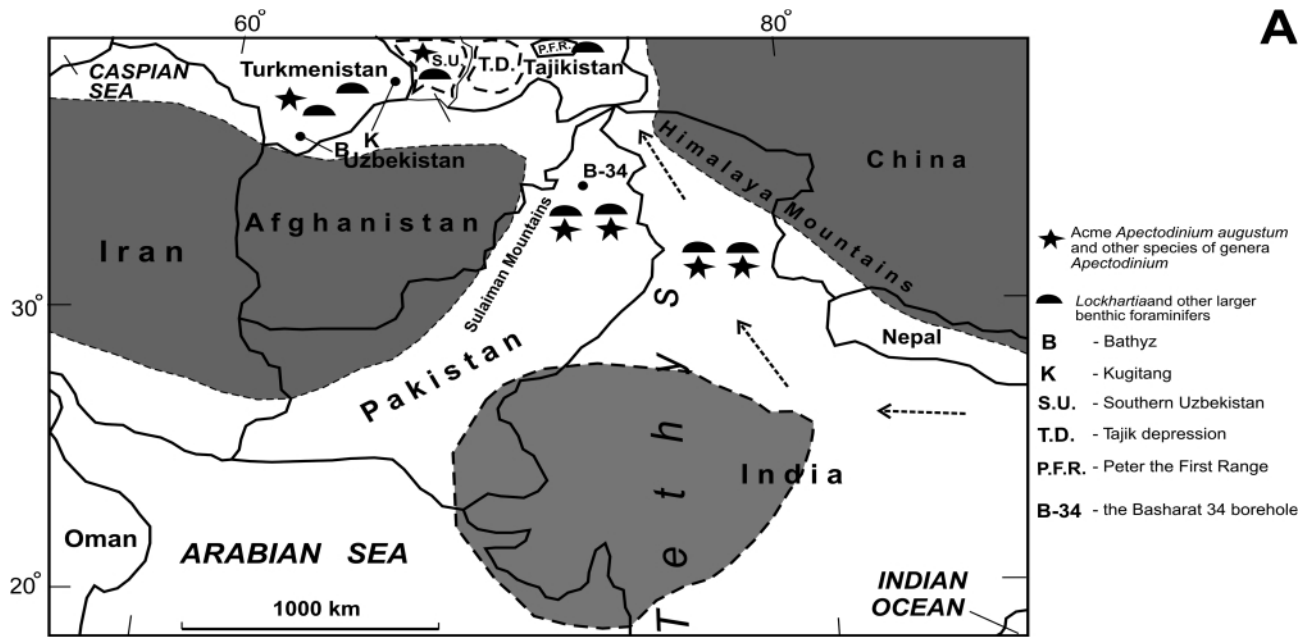 60°
80°
A
CASPIAN
SEA
Turkmenistan
S.U.
T.D.
P.F.R.
Tajikistan
B
K
Uzbekistan
B-34
Himalaya Mountains
China
Iran
Afghanistan
Sulaiman Mountains
30°
Pakistan
Nepal
Tethys
India
Oman
ARABIAN SEA
20°
1000 km
INDIAN
OCEAN
Acme Apectodinium augustum
and other species of genera
Apectodinium
Lockhartiaand other larger
benthic foraminifers
B - Bathyz
K - Kugitang
S.U. - Southern Uzbekistan
T.D. - Tajik depression
P.F.R. - Peter the First Range
B-34 - the Basharat 34 borehole